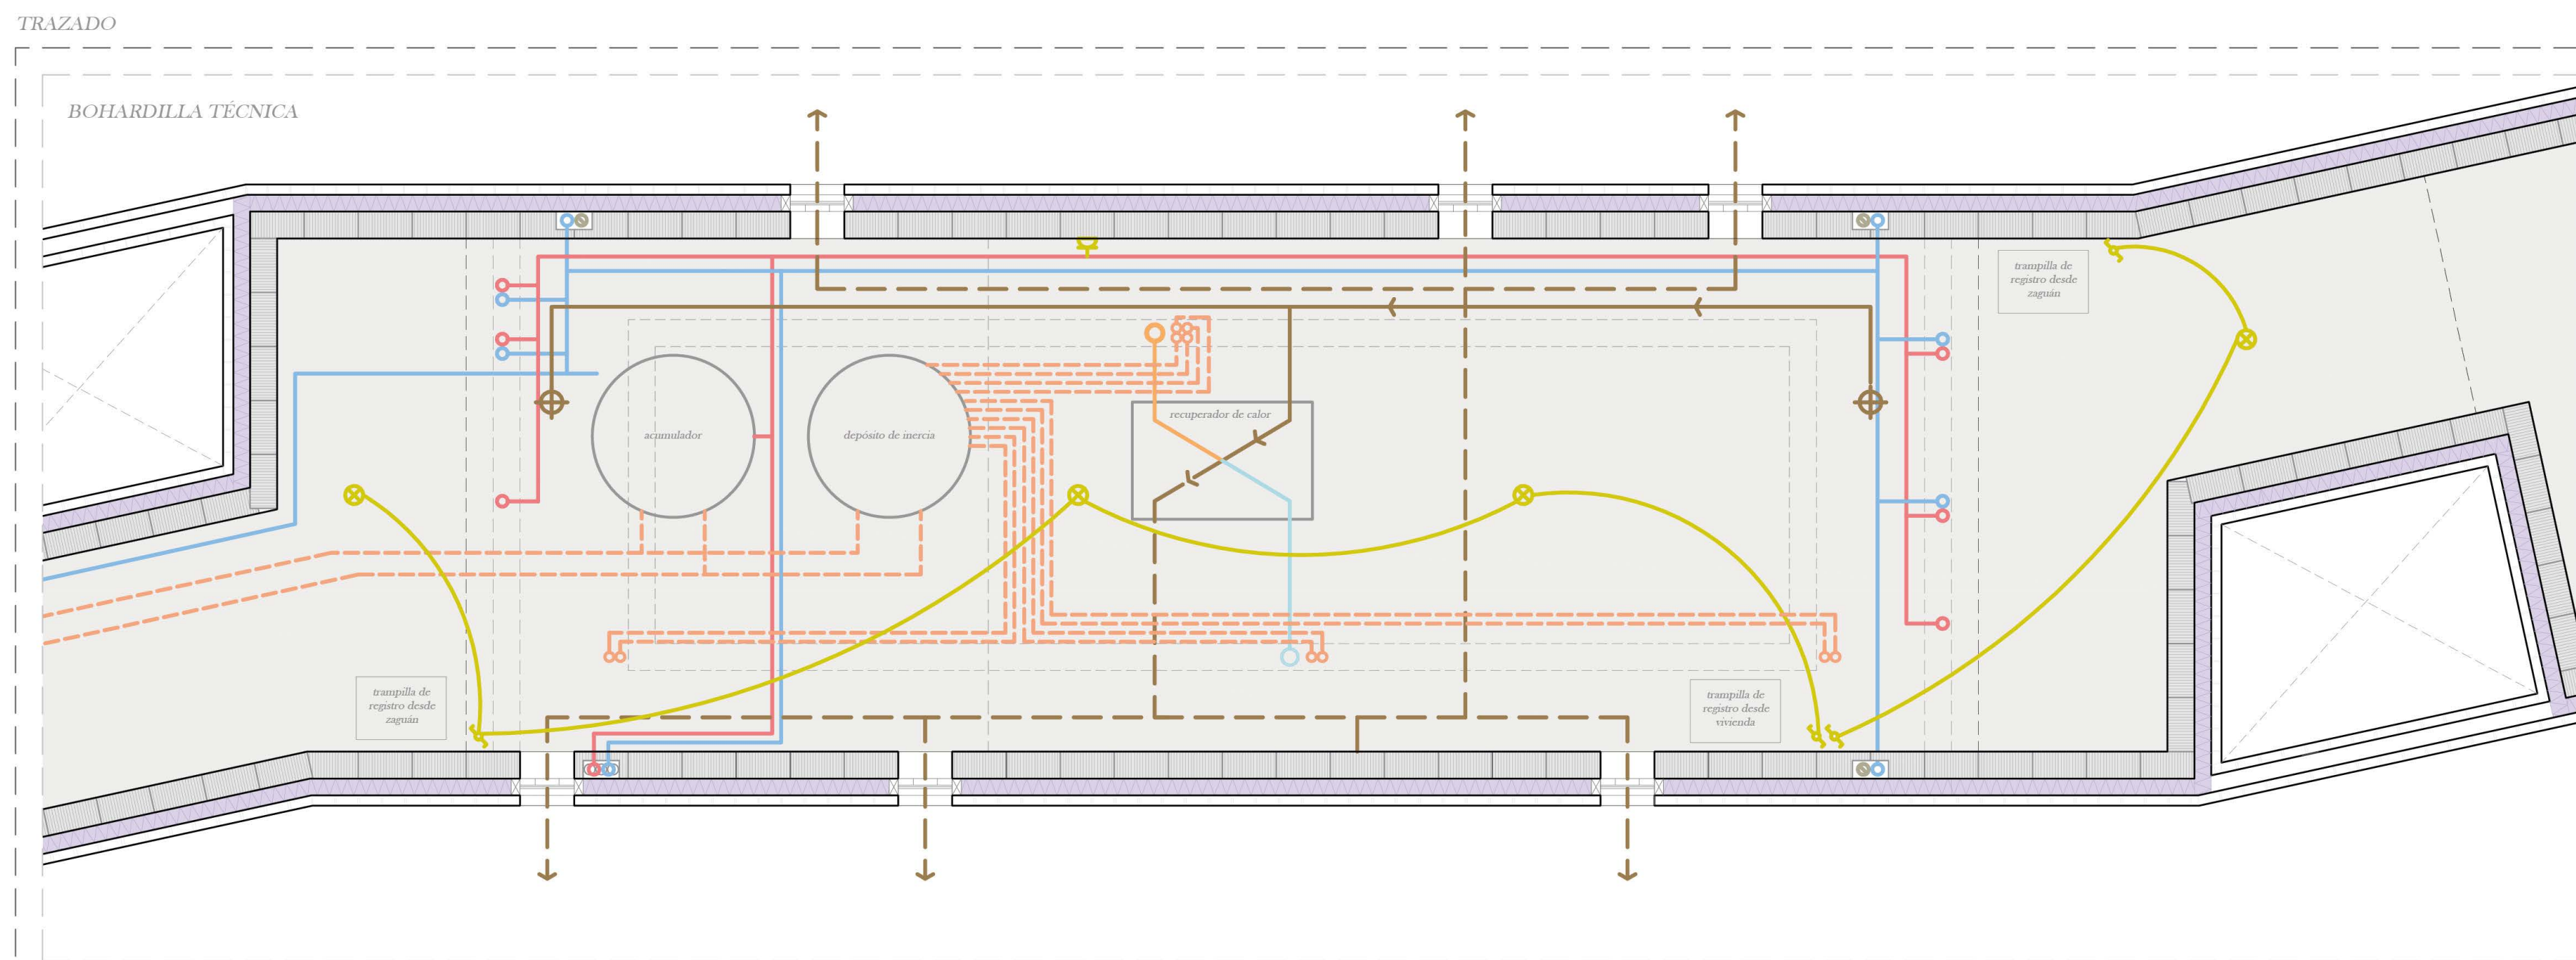 TRAZADO
BOHARDILLA TÉCNICA
trampilla de
registro desde
zaguán
recuperador de calor
acumulador
depósito de inercia
trampilla de
registro desde
zaguán
trampilla de
registro desde
vivienda